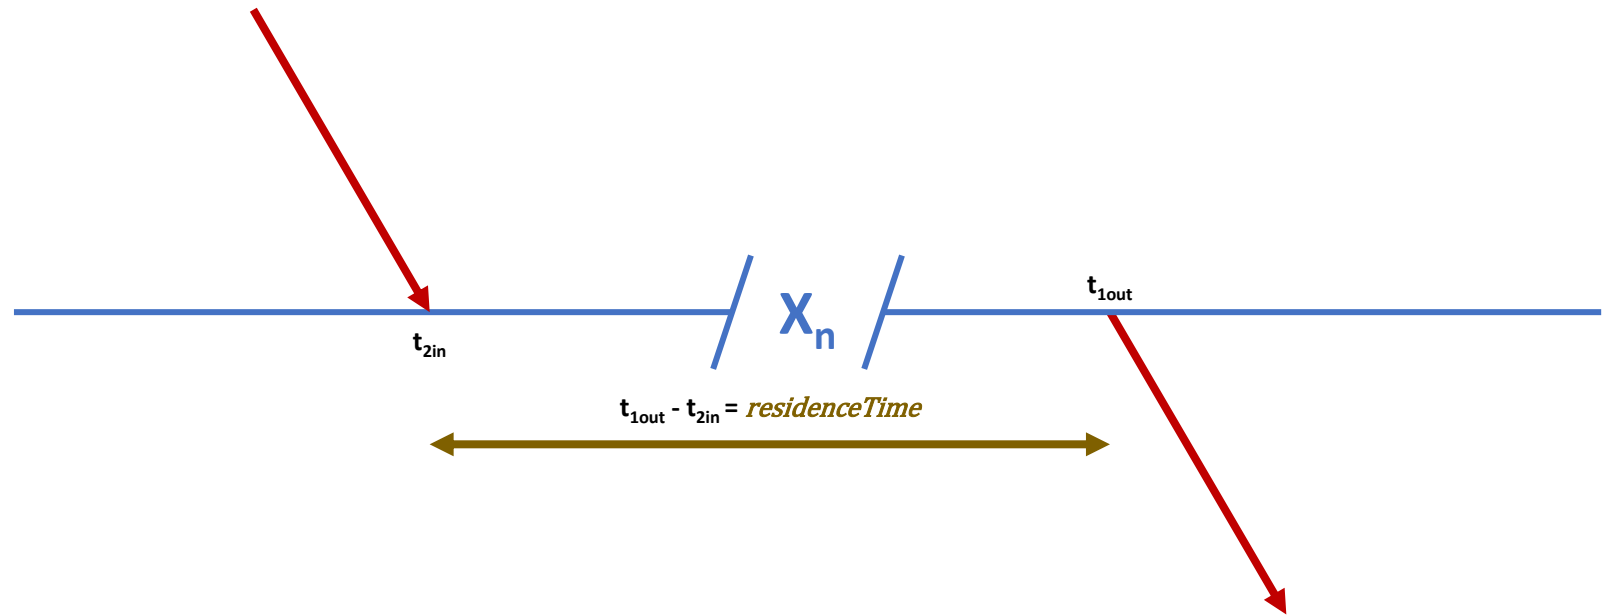 t1out
Xn
t2in
t1out - t2in = residenceTime